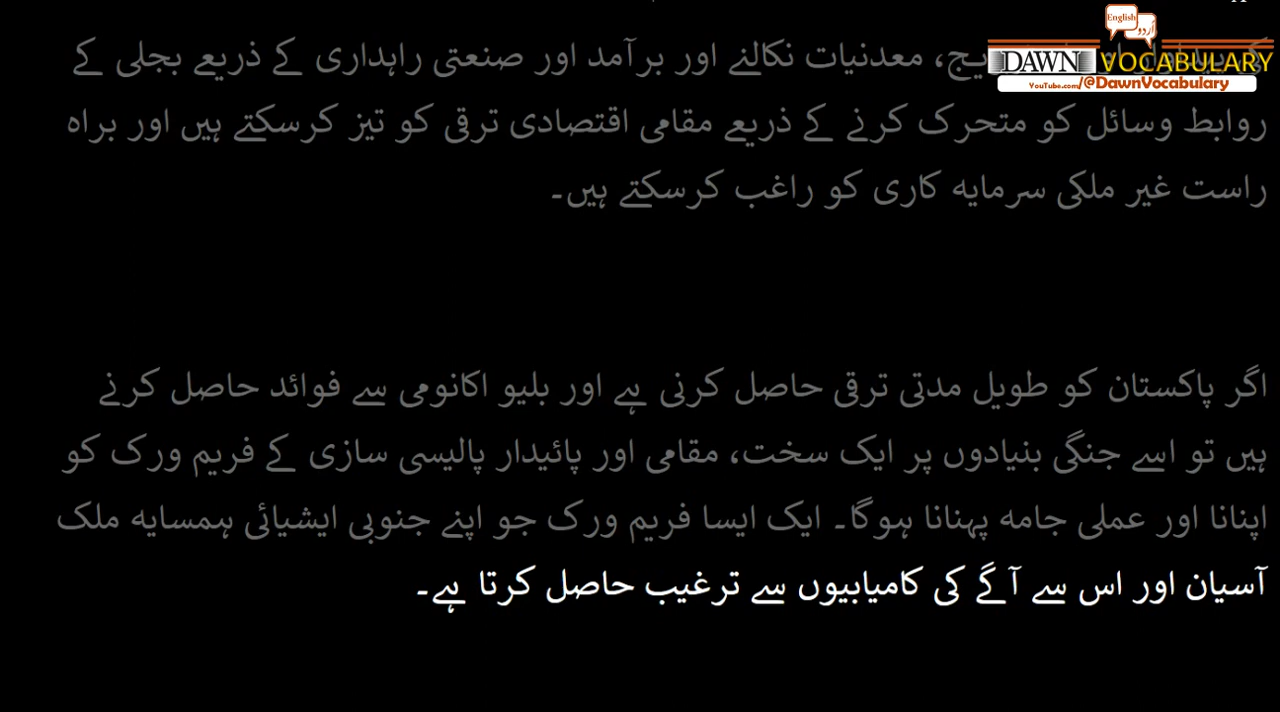 English
اُردو
DAWN VOCABULARY
YouTube.com/@DawnVocabulary
معدنیات نکالنے اور برآمد اور صنعتی راہداری کے ذریعے بجلی کے
روابط وسائل کو متحرک کرنے کے ذریعے مقامی اقتصادی ترقی کو تیز کرسکتے ہیں اور براہ
راست غیر ملکی سرمایہ کاری کو راغب کرسکتے ہیں۔
اگر پاکستان کو طویل مدتی ترقی حاصل کرنی ہے اور بلیو اکانومی سے فوائد حاصل کرنے
ہیں تو اسے جنگی بنیادوں پر ایک سخت، مقامی اور پائیدار پالیسی سازی کے فریم ورک کو
اپنانا اور عملی جامہ پہنانا ہوگا۔ ایک ایسا فریم ورک جو اپنے جنوبی ایشیائی ہمسایہ ملک
آسیان اور اس سے آگے کی کامیابیوں سے ترغیب حاصل کرتا ہے۔